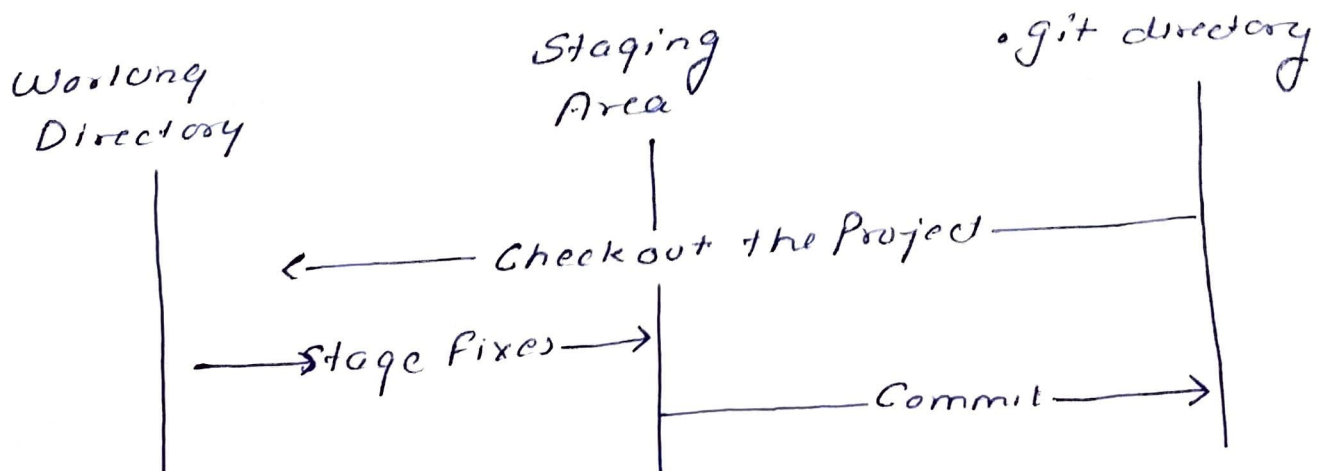 Working
Directory
Staging
Area
.git directory
Checkout the Project
Stage Fixes
Commit